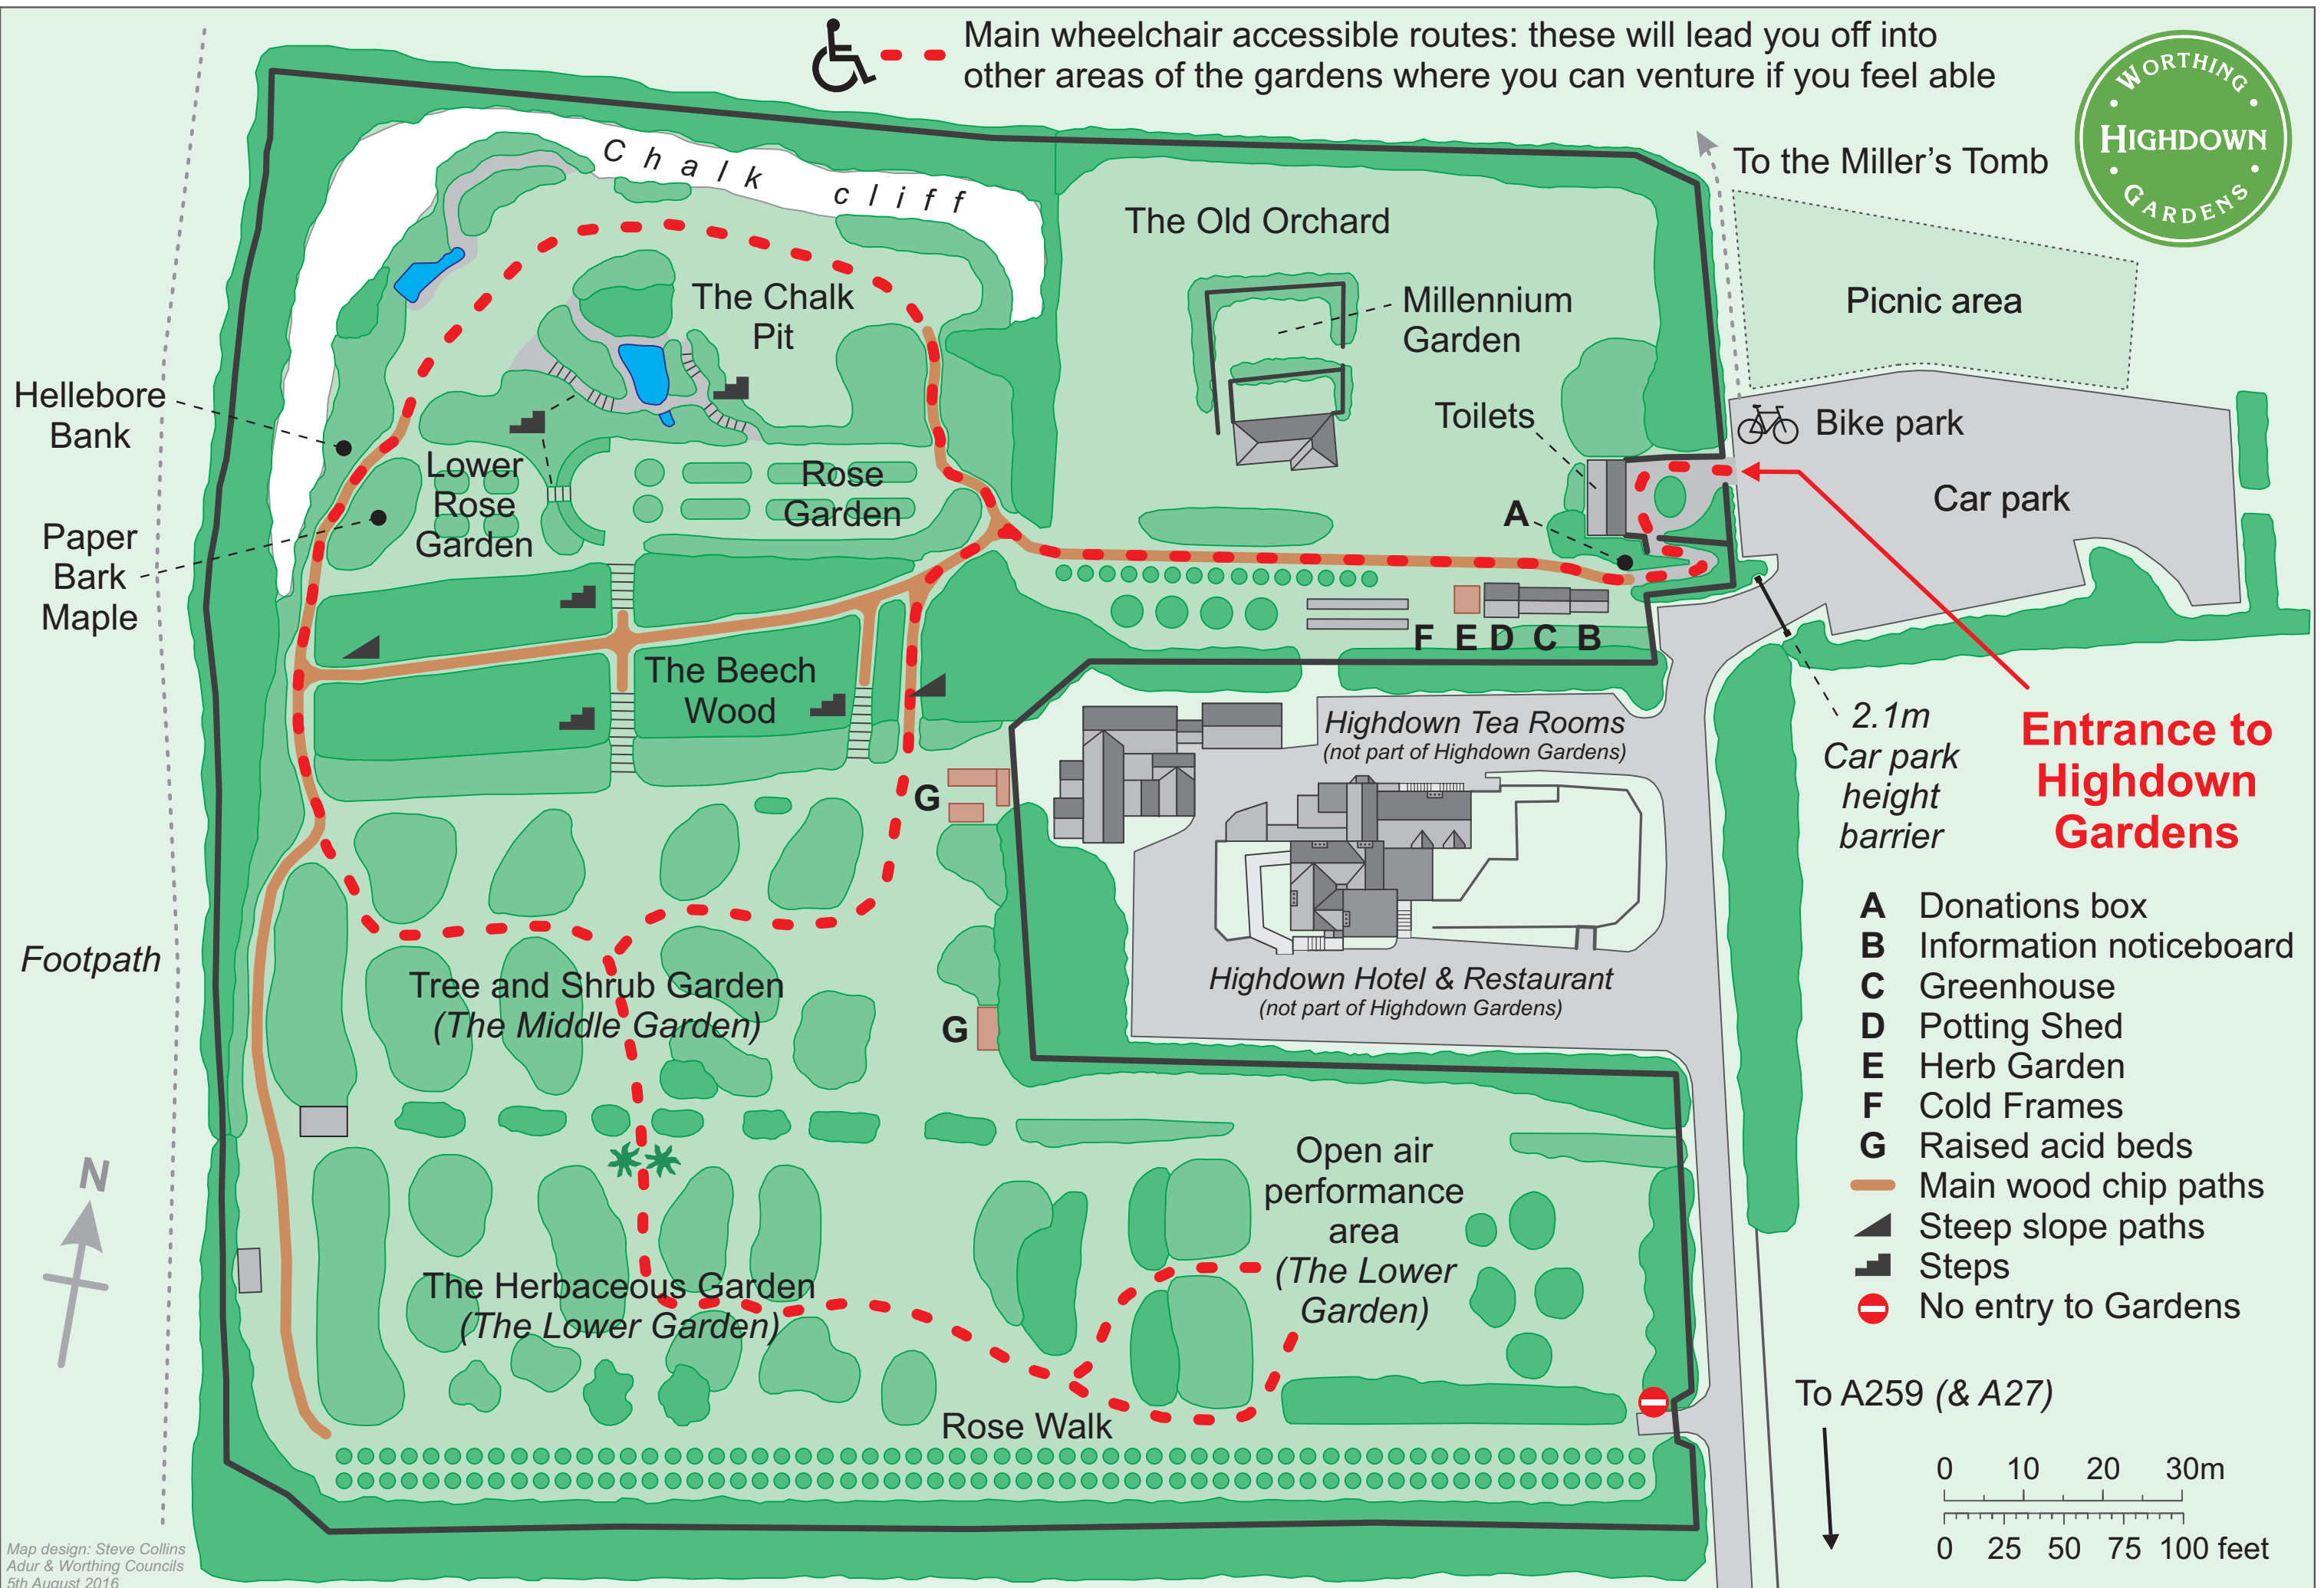 Main wheelchair accessible routes: these will lead you off into
other areas of the gardens where you can venture if you feel able
WORTHING
HIGHDOWN
GARDENS
To the Miller's Tomb
Chalk cliff
The Old Orchard
Picnic area
The Chalk
Pit
Millennium
Garden
Hellebore
Bank
Toilets
Bike park
Car park
Lower
Rose
Garden
Rose
Garden
A
Paper
Bark
Maple
F E D C B
The Beech
Wood
Highdown Tea Rooms
(not part of Highdown Gardens)
2.1m
Car park
height
barrier
Entrance to
Highdown
Gardens
G
Footpath
Tree and Shrub Garden
(The Middle Garden)
G
Highdown Hotel & Restaurant
(not part of Highdown Gardens)
A Donations box
B Information noticeboard
C Greenhouse
D Potting Shed
E Herb Garden
F Cold Frames
G Raised acid beds
Main wood chip paths
Steep slope paths
Steps
No entry to Gardens
N
Open air
performance
area
(The Lower
Garden)
The Herbaceous Garden
(The Lower Garden)
Rose Walk
To A259 (& A27)
0 10 20 30m
0 25 50 75 100 feet
Map design: Steve Collins
Adur & Worthing Councils
5th August 2016